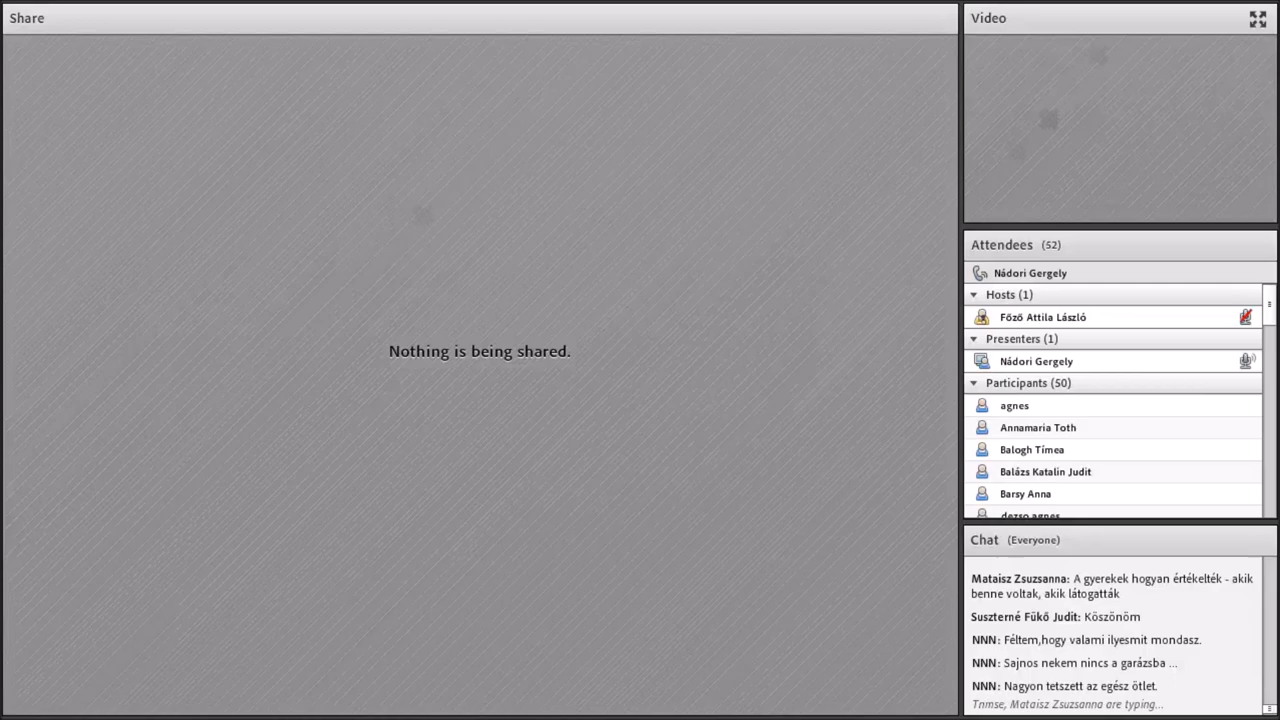 Share
Nothing is being shared.
Video
Attendees (52)
Nádori Gergely
Hosts (1)
Főző Attila László
Presenters (1)
Nádori Gergely
Participants (50)
agnes
Annamaria Toth
Balogh Tímea
Balázs Katalin Judit
Barsy Anna
dezso agnes
Chat (Everyone)
Mataisz Zsuzsanna: A gyerekek hogyan értékelték - akik
benne voltak, akik látogatták
Suszterné Fükő Judit: Köszönöm
NNN: Féltem,hogy valami ilyesmit mondasz.
NNN: Sajnos nekem nincs a garázsba ...
NNN: Nagyon tetszett az egész ötlet.
Tnmse, Mataisz Zsuzsanna are typing...